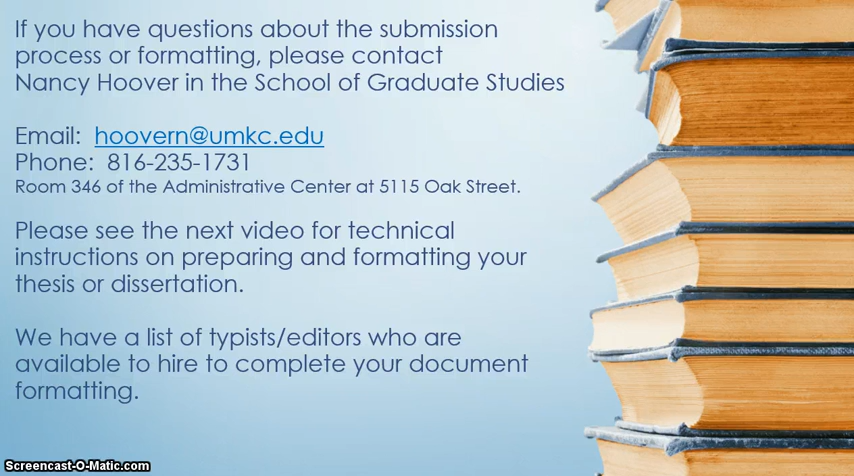 If you have questions about the submission
process or formatting, please contact
Nancy Hoover in the School of Graduate Studies
Email: hoovern@umkc.edu
Phone: 816-235-1731
Room 346 of the Administrative Center at 5115 Oak Street.
Please see the next video for technical
instructions on preparing and formatting your
thesis or dissertation.
We have a list of typists/editors who are
available to hire to complete your document
formatting.
Screencast-O-Matic.com